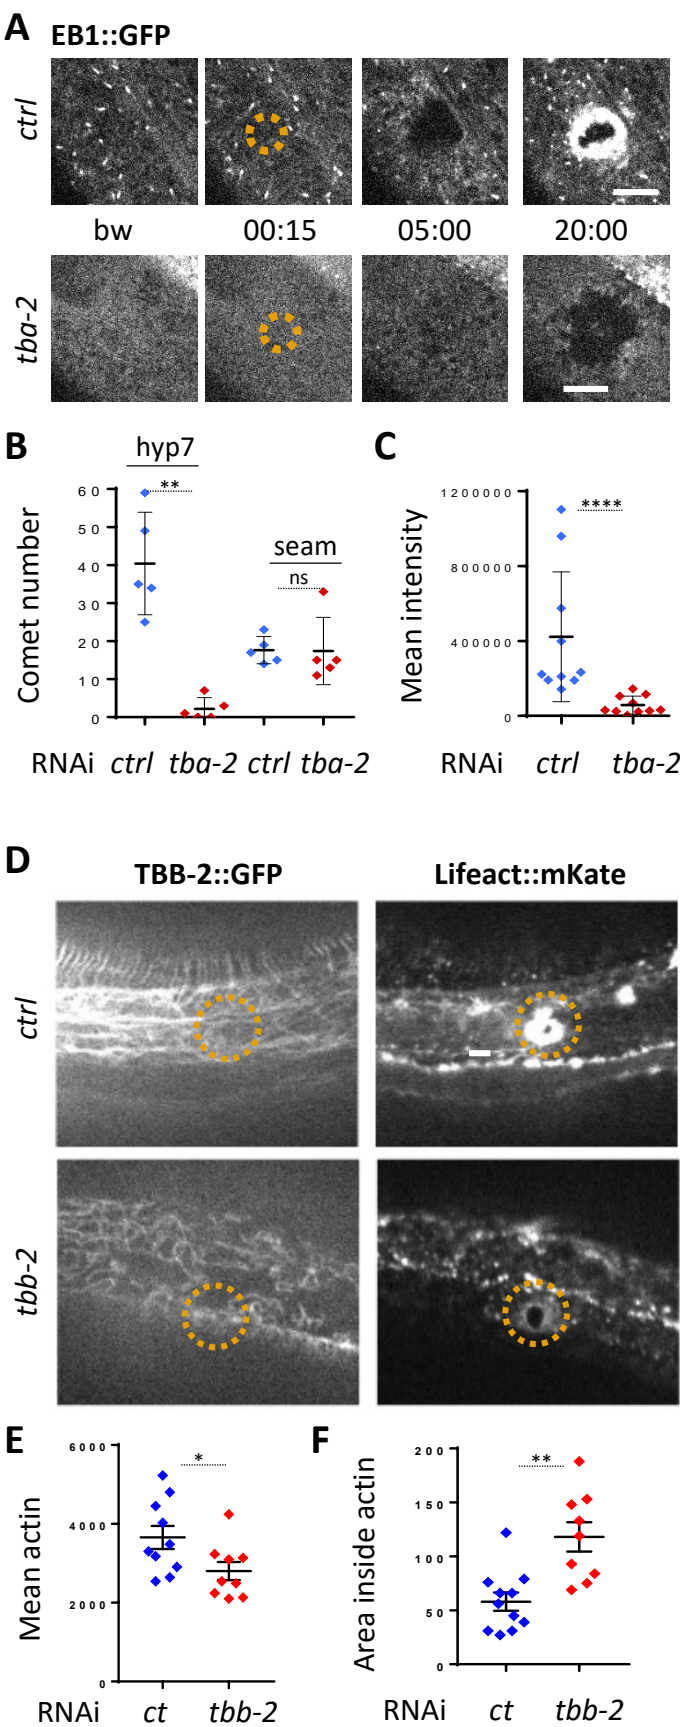 A EB1::GFP
ctrl
bw 00:15 05:00 20:00
tba-2
B
hyp7
**
seam
ns
Comet number
60
50
40
30
20
10
0
RNAi ctrl tba-2 ctrl tba-2
C
****
Mean intensity
1200000
800000
400000
0
RNAi ctrl tba-2
D
TBB-2::GFP Lifeact::mKate
ctrl
tbb-2
E
*
Mean actin
6000
4000
2000
0
RNAi ct tbb-2
F
**
Area inside actin
200
150
100
50
0
RNAi ct tbb-2